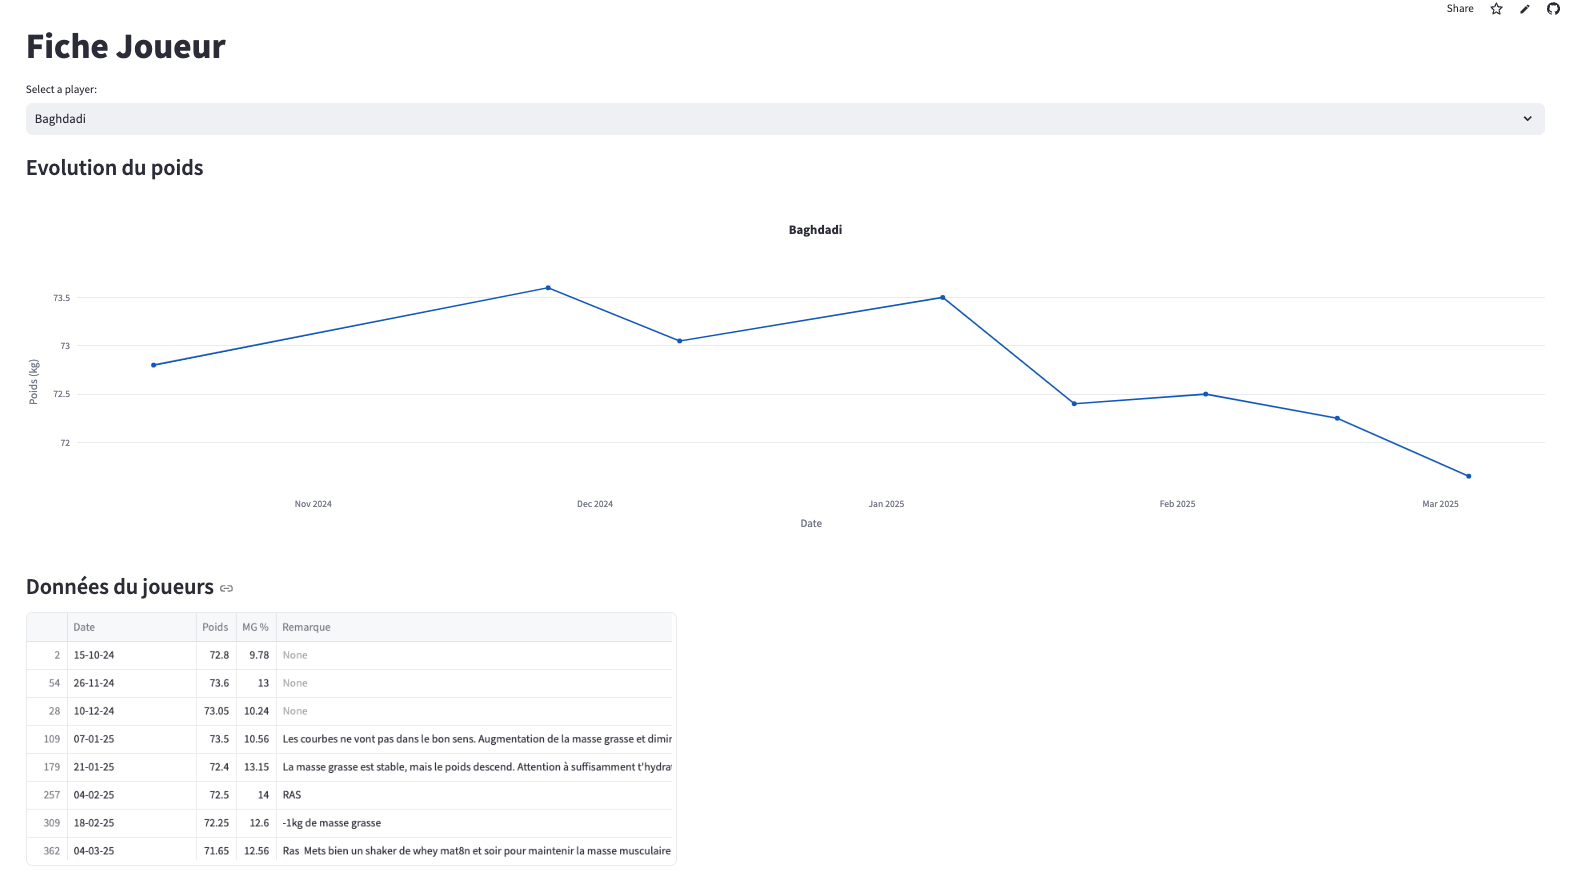 Share
Fiche Joueur
Select a player:
Baghdadi
Evolution du poids
Baghdadi
73.5
73
72.5
72
Poids (kg)
Nov 2024 Dec 2024 Jan 2025 Feb 2025 Mar 2025
Date
Données du joueurs
Date Poids MG % Remarque
2 15-10-24 72.8 9.78 None
54 26-11-24 73.6 13 None
28 10-12-24 73.05 10.24 None
109 07-01-25 73.5 10.56 Les courbes ne vont pas dans le bon sens. Augmentation de la masse grasse et dimin
179 21-01-25 72.4 13.15 La masse grasse est stable, mais le poids descend. Attention à suffisamment t'hydrat
257 04-02-25 72.5 14 RAS
309 18-02-25 72.25 12.6 -1kg de masse grasse
362 04-03-25 71.65 12.56 Ras Mets bien un shaker de whey mat8n et soir pour maintenir la masse musculaire